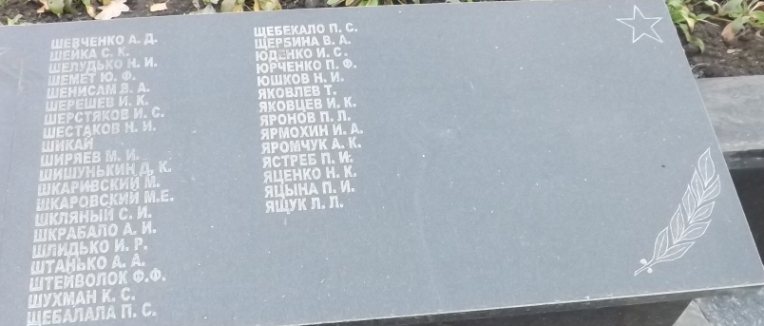 ШЕВЧЕНКО А. Д.
ШЕЙКА С. К.
ШЕЛУДЬКО Н. И.
ШЕМЕТ Ю. Ф.
ШЕНИСАМ В. А.
ШЕРЕШЕВ И. К.
ШЕРСТЯКОВ И. С.
ШЕСТАКОВ Н. И.
ШИКАЙ
ШИРЯЕВ М. И.
ШИШУНЬКИН Д. К.
ШКАРИВСКИЙ М.
ШКАРОВСКИЙ М.Е.
ШКЛЯНЫЙ С. И.
ШКРАБАЛО А. И.
ШЛИДЬКО И. Р.
ШТАНЬКО А. А.
ШТЕЙВОЛОК Ф.Ф.
ШУХМАН К. С.
ЩЕБАЛАЛА П. С.
ЩЕБЕКАЛО П. С.
ЩЕРБИНА В. А.
ЮДЕНКО И. С.
ЮРЧЕНКО П. Ф.
ЮШКОВ Н. И.
ЯКОВЛЕВ Т.
ЯКОВЦЕВ И. К.
ЯРОНОВ П. Л.
ЯРМОХИН И. А.
ЯРОМЧУК А. К.
ЯСТРЕБ П. И.
ЯЦЕНКО Н. К.
ЯЦЫНА П. И.
ЯЩУК Л. Л.